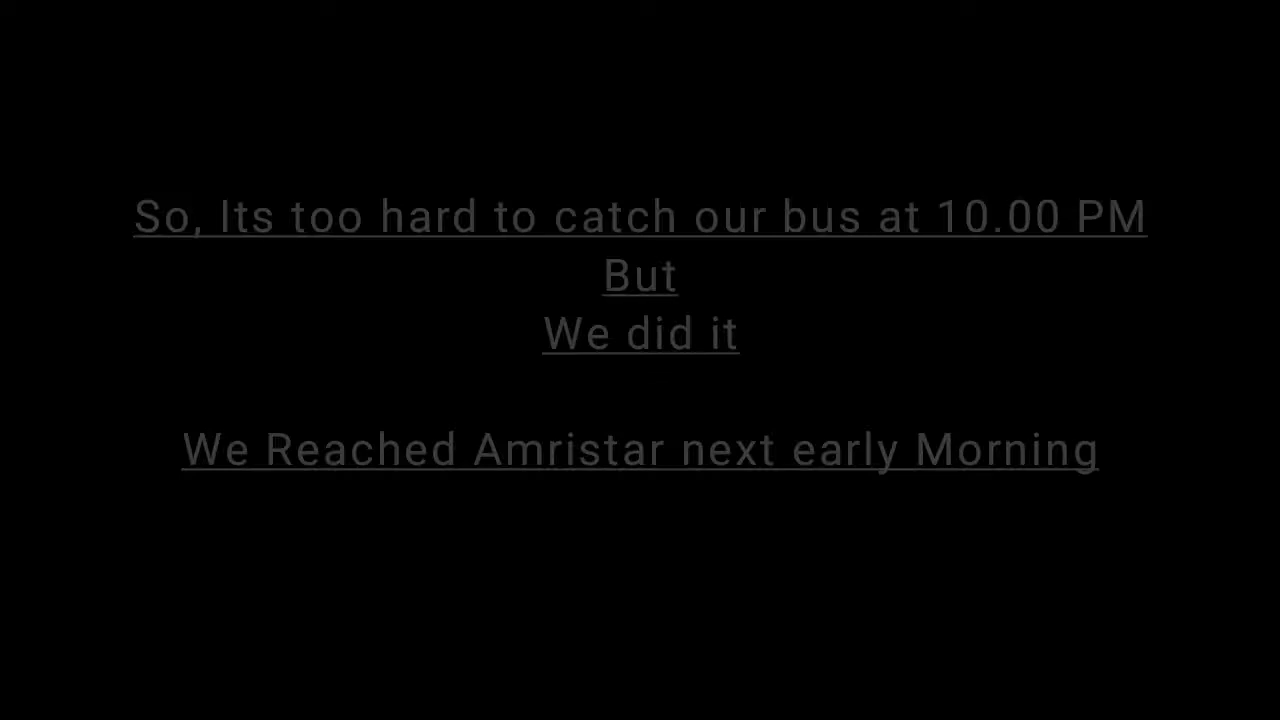 So, Its too hard to catch our bus at 10.00 PM
But
We did it
We Reached Amristar next early Morning